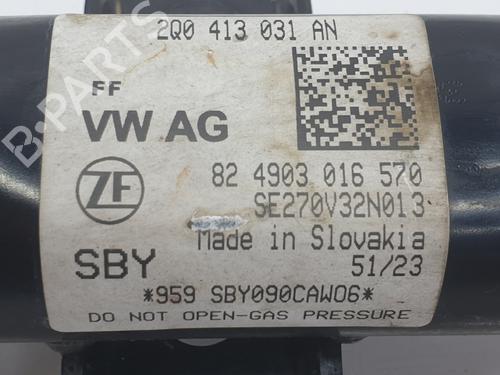 2Q0 413 031 AN
FF
VW AG
ZF
82 4903 016 570
SE270V32N013
Made in Slovakia
SBY
51/23
*959 SBY090CAW06*
DO NOT OPEN-GAS PRESSURE
B-PARTS